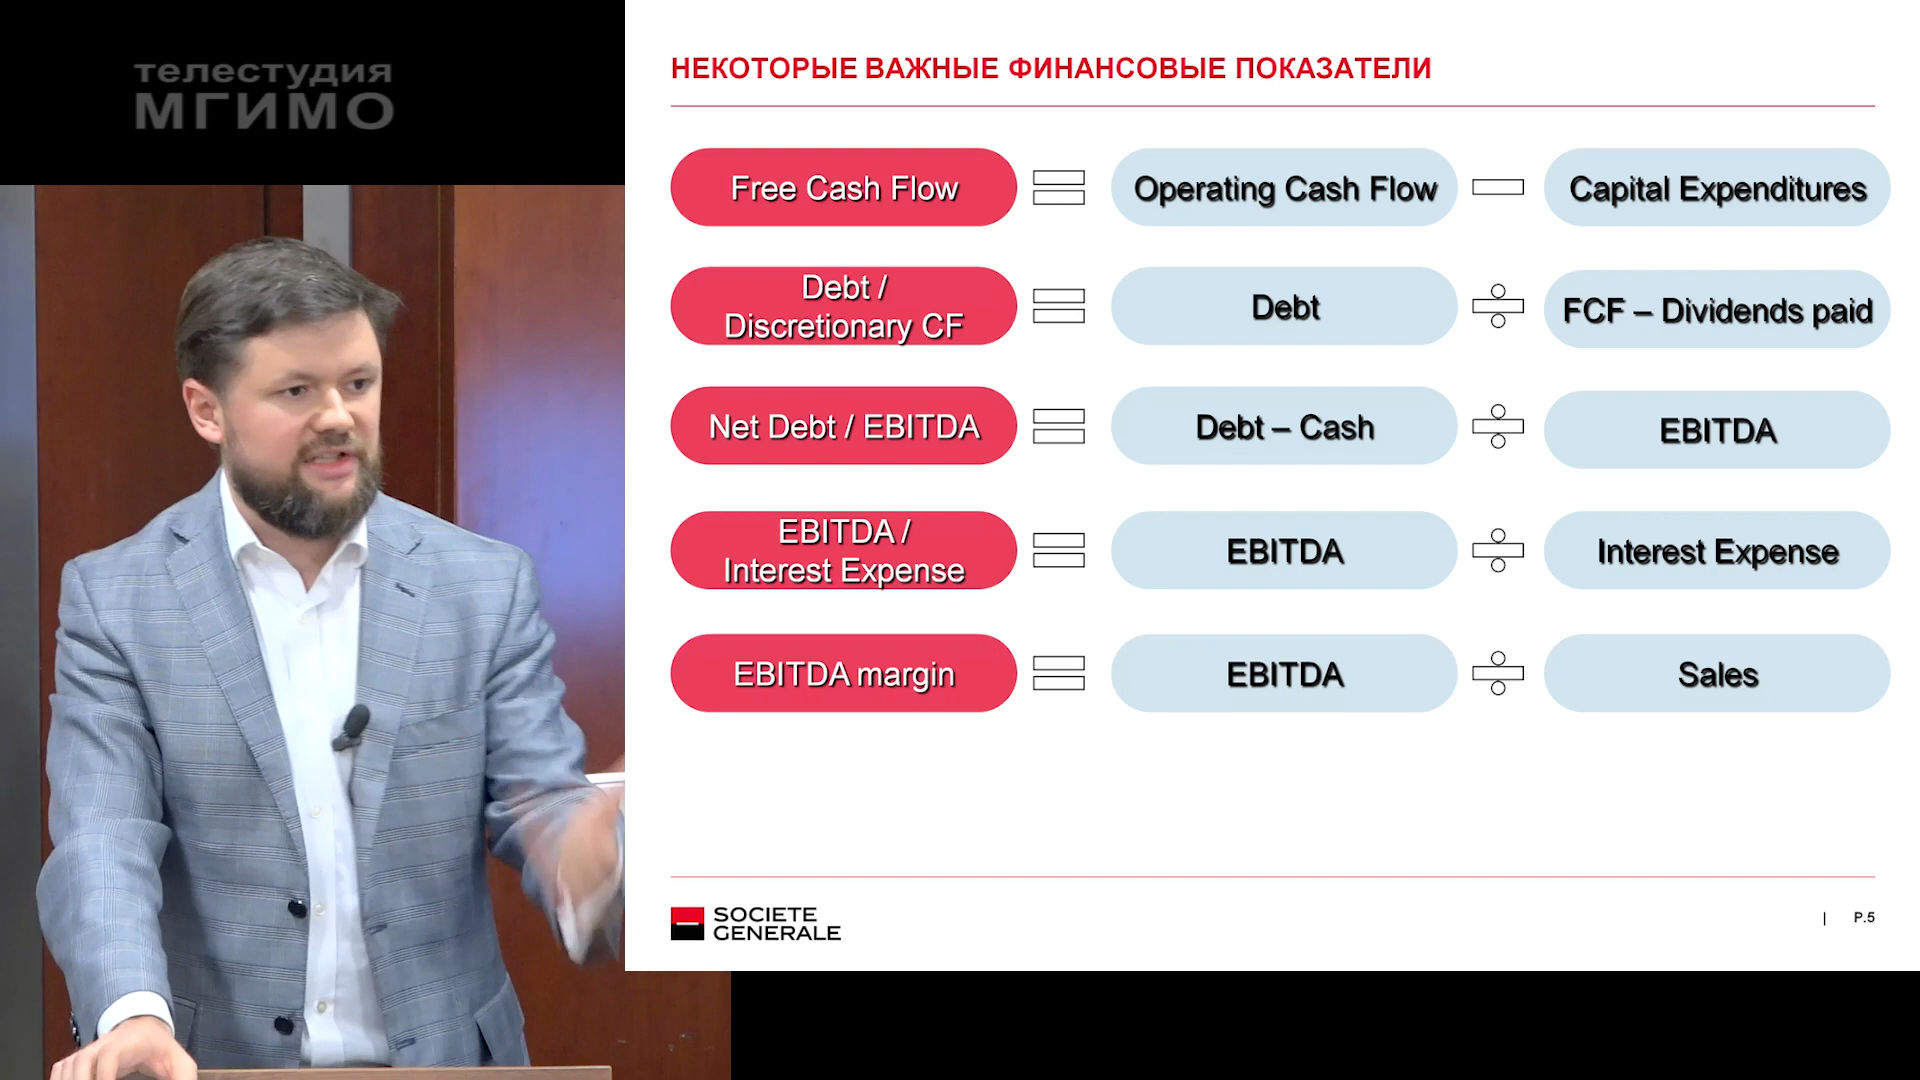 телестудия
МГИМО
НЕКОТОРЫЕ ВАЖНЫЕ ФИНАНСОВЫЕ ПОКАЗАТЕЛИ
Free Cash Flow
Operating Cash Flow
Capital Expenditures
Debt /
Discretionary CF
Debt
FCF – Dividends paid
Net Debt / EBITDA
Debt – Cash
EBITDA
EBITDA /
Interest Expense
EBITDA
Interest Expense
EBITDA margin
EBITDA
Sales
SOCIETE
GENERALE
| P.5